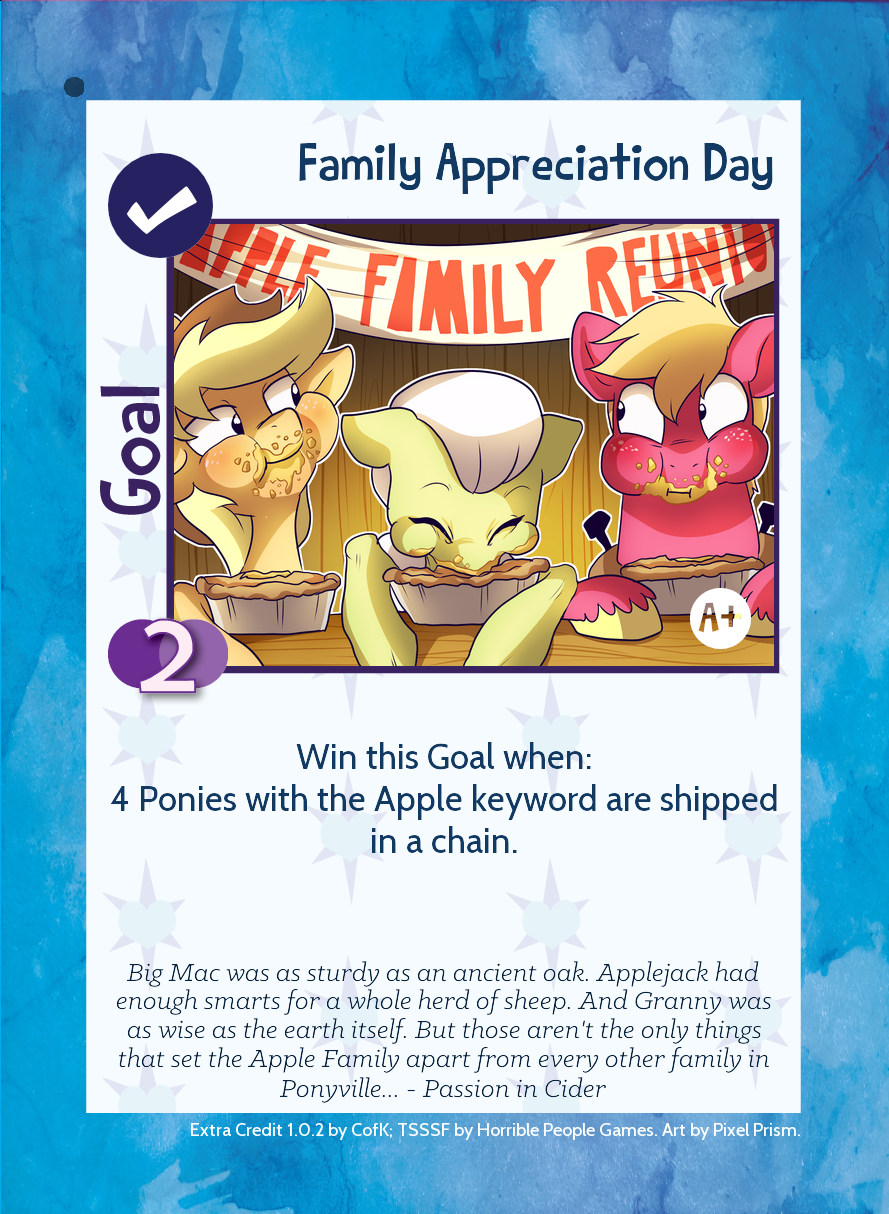 Family Appreciation Day
APPLE FAMILY REUNIO
Goal
A+
2
Win this Goal when:
4 Ponies with the Apple keyword are shipped
in a chain.
Big Mac was as sturdy as an ancient oak. Applejack had
enough smarts for a whole herd of sheep. And Granny was
as wise as the earth itself. But those aren't the only things
that set the Apple Family apart from every other family in
Ponyville... - Passion in Cider
Extra Credit 1.0.2 by CofK; TSSSF by Horrible People Games. Art by Pixel Prism.